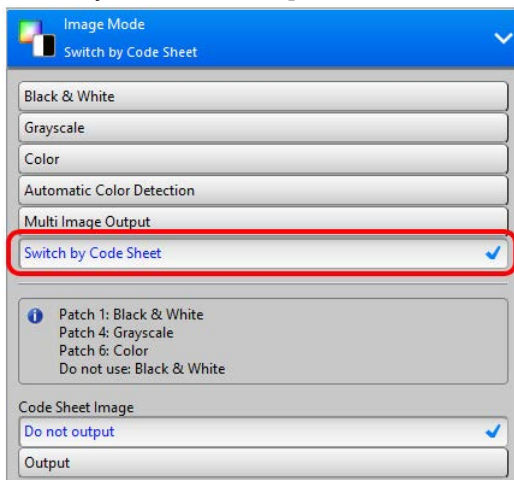 Image Mode
Switch by Code Sheet
Black & White
Grayscale
Color
Automatic Color Detection
Multi Image Output
Switch by Code Sheet
Patch 1: Black & White
Patch 4: Grayscale
Patch 6: Color
Do not use: Black & White
Code Sheet Image
Do not output
Output